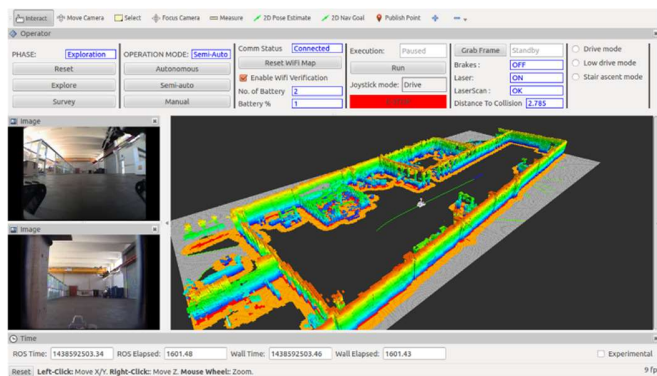 Interact Move Camera Select Focus Camera Measure 2D Pose Estimate 2D Nav Goal Publish Point
Operator
PHASE: Exploration OPERATION MODE: Semi-Auto Comm Status Connected Execution: Paused Grab Frame Standby Drive mode
Reset Autonomous Reset WiFi Map Run Brakes : OFF Low drive mode
Explore Semi-auto Enable Wifi Verification Joystick mode: Drive Laser: ON Stair ascent mode
Survey Manual No. of Battery 2 LaserScan : OK
Battery % 1 Distance To Collision 2.785
Image
Image
Time
ROS Time: 1438592503.34 ROS Elapsed: 1601.48 Wall Time: 1438592503.46 Wall Elapsed: 1601.43 Experimental
Reset Left-Click: Move X/Y. Right-Click: Move Z. Mouse Wheel: Zoom. 9 fp